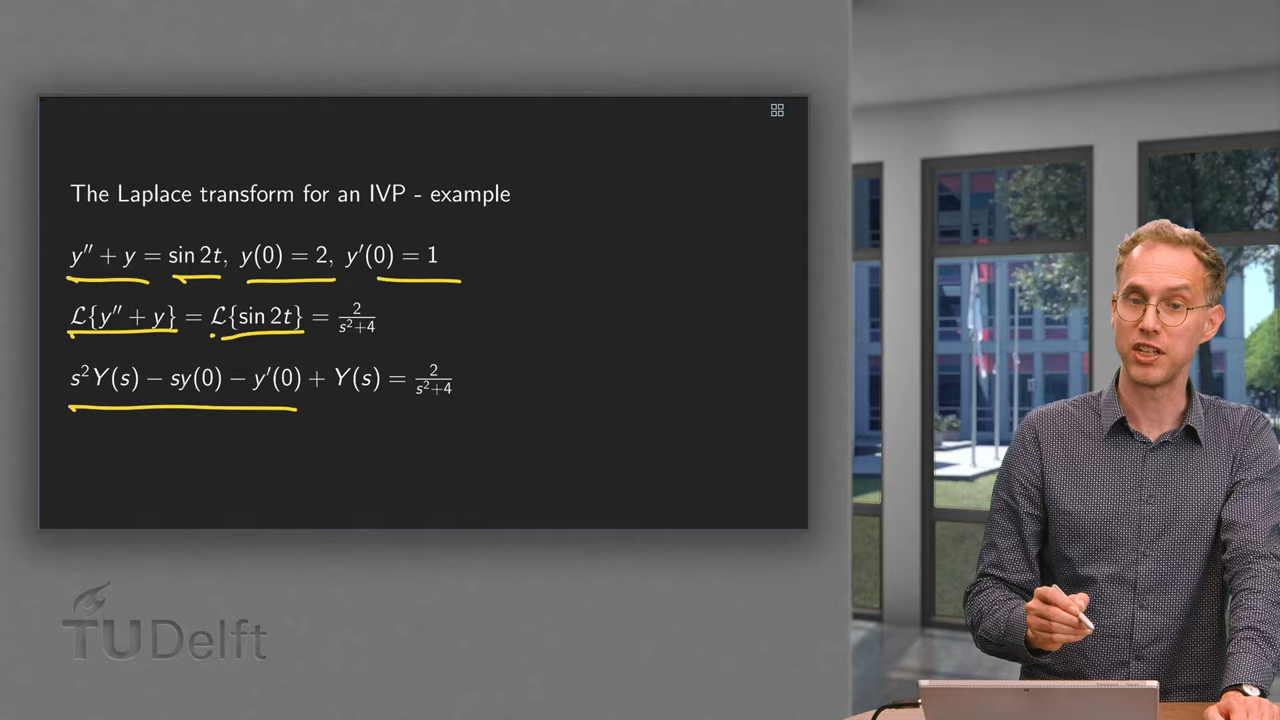 The Laplace transform for an IVP - example
y″ + y = sin 2t, y(0) = 2, y′(0) = 1
ℒ{y″ + y} = ℒ{sin 2t} = 2/(s²+4)
s²Y(s) − sy(0) − y′(0) + Y(s) = 2/(s²+4)
TUDelft